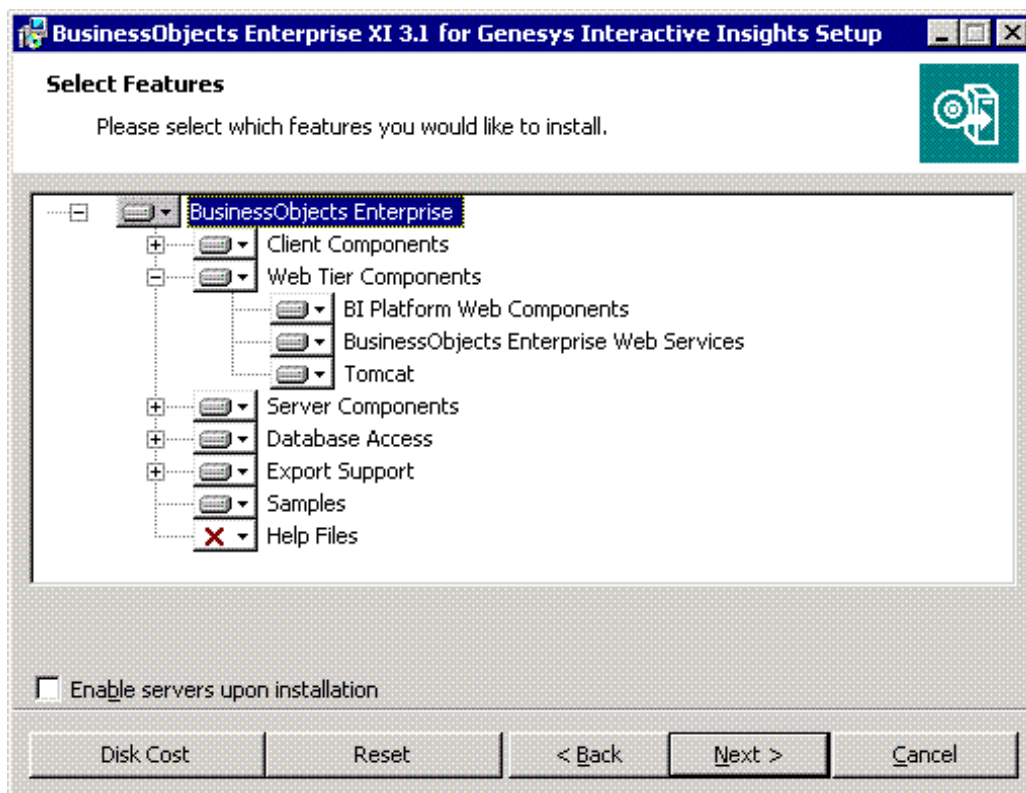 BusinessObjects Enterprise XI 3.1 for Genesys Interactive Insights Setup
Select Features
Please select which features you would like to install.
BusinessObjects Enterprise
Client Components
Web Tier Components
BI Platform Web Components
BusinessObjects Enterprise Web Services
Tomcat
Server Components
Database Access
Export Support
Samples
Help Files
Enable servers upon installation
Disk Cost Reset < Back Next > Cancel